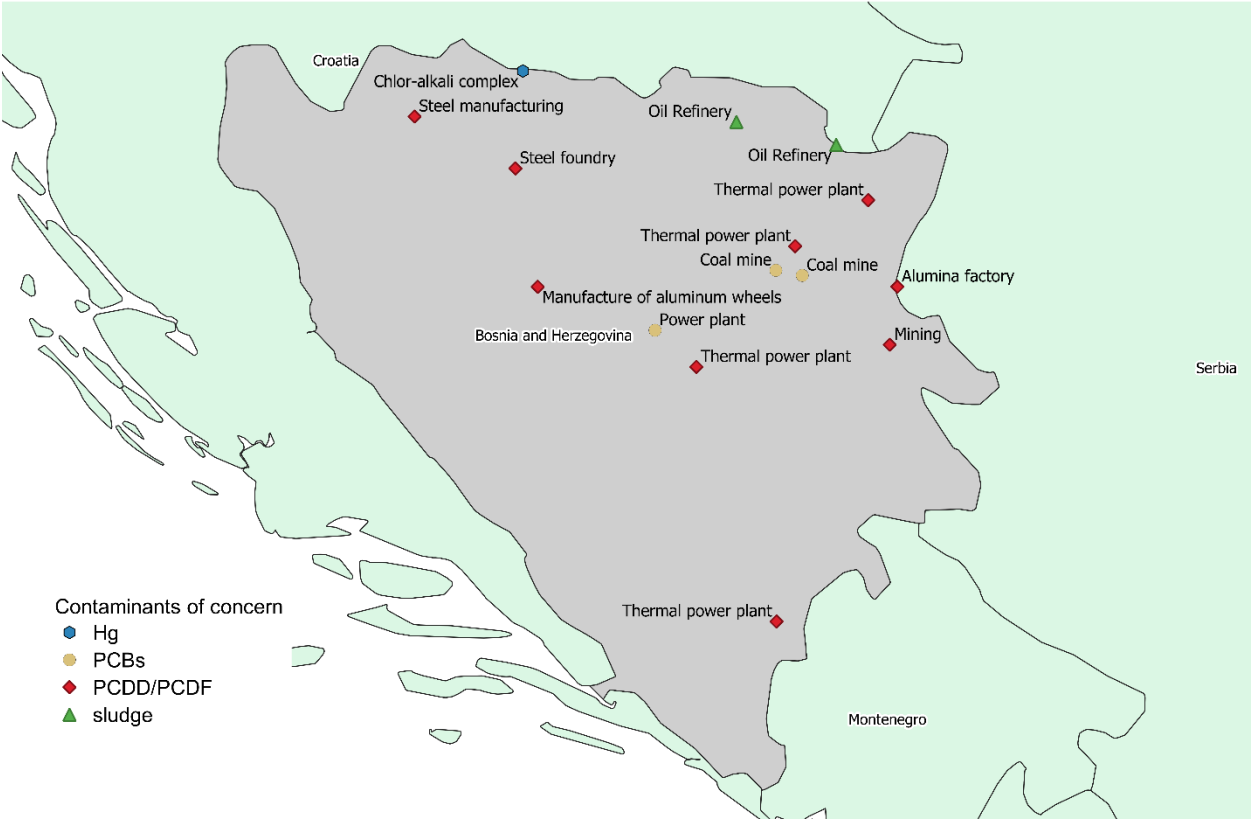 Croatia
Chlor-alkali complex
Steel manufacturing
Oil Refinery
Oil Refinery
Steel foundry
Thermal power plant
Thermal power plant
Coal mine
Coal mine
Alumina factory
Manufacture of aluminum wheels
Power plant
Bosnia and Herzegovina
Mining
Thermal power plant
Serbia
Thermal power plant
Montenegro
Contaminants of concern
Hg
PCBs
PCDD/PCDF
sludge